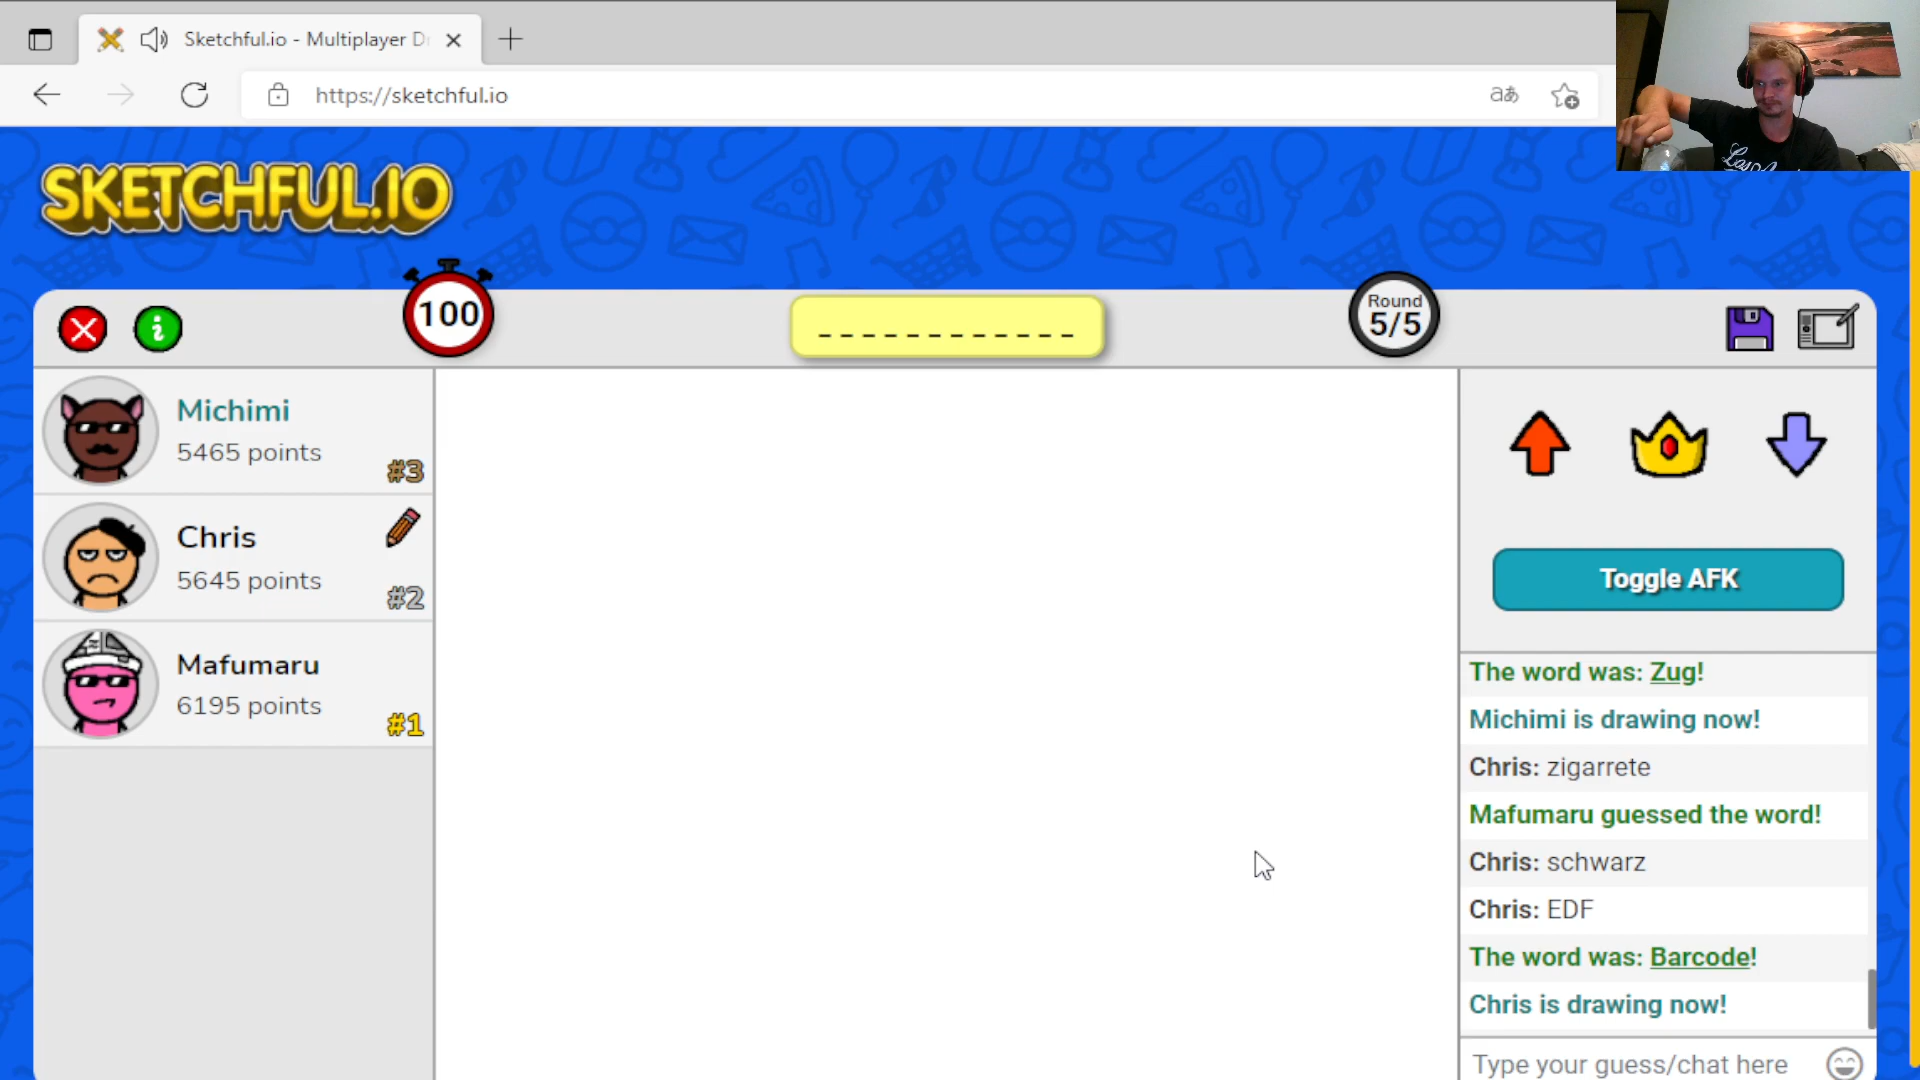 Sketchful.io - Multiplayer D
https://sketchful.io
aあ
SKETCHFUL.IO
100
____________
Round
5/5
Michimi
5465 points
#3
Chris
5645 points
#2
Mafumaru
6195 points
#1
Toggle AFK
The word was: Zug!
Michimi is drawing now!
Chris: zigarrete
Mafumaru guessed the word!
Chris: schwarz
Chris: EDF
The word was: Barcode!
Chris is drawing now!
Type your guess/chat here